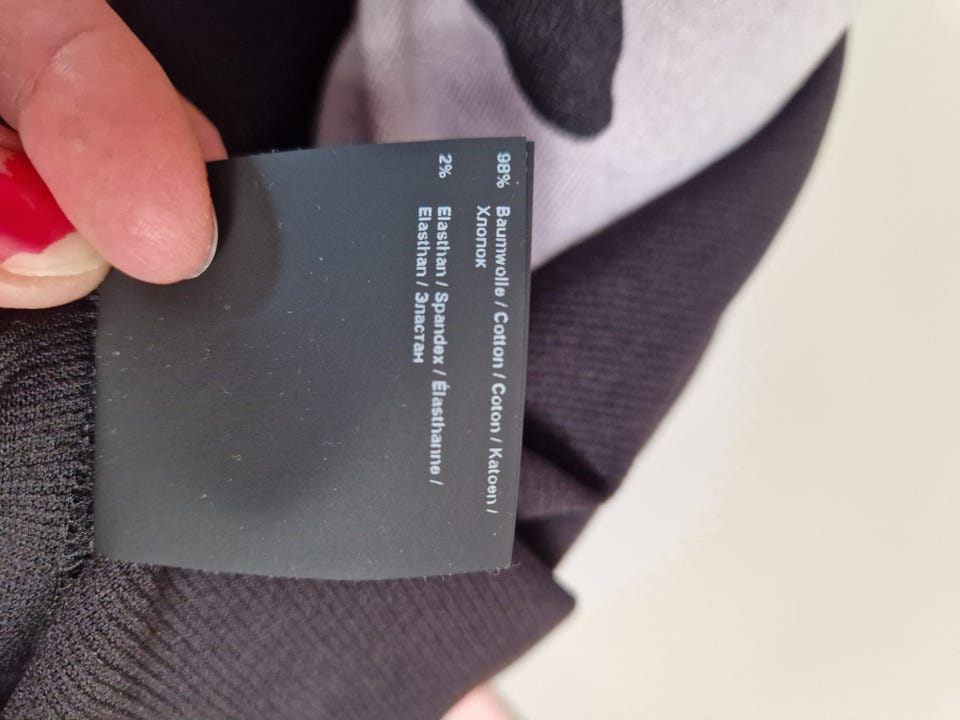 98% Baumwolle / Cotton / Coton / Katoen /
Хлопок
2% Elasthan / Spandex / Élasthanne /
Elasthan / Эластан